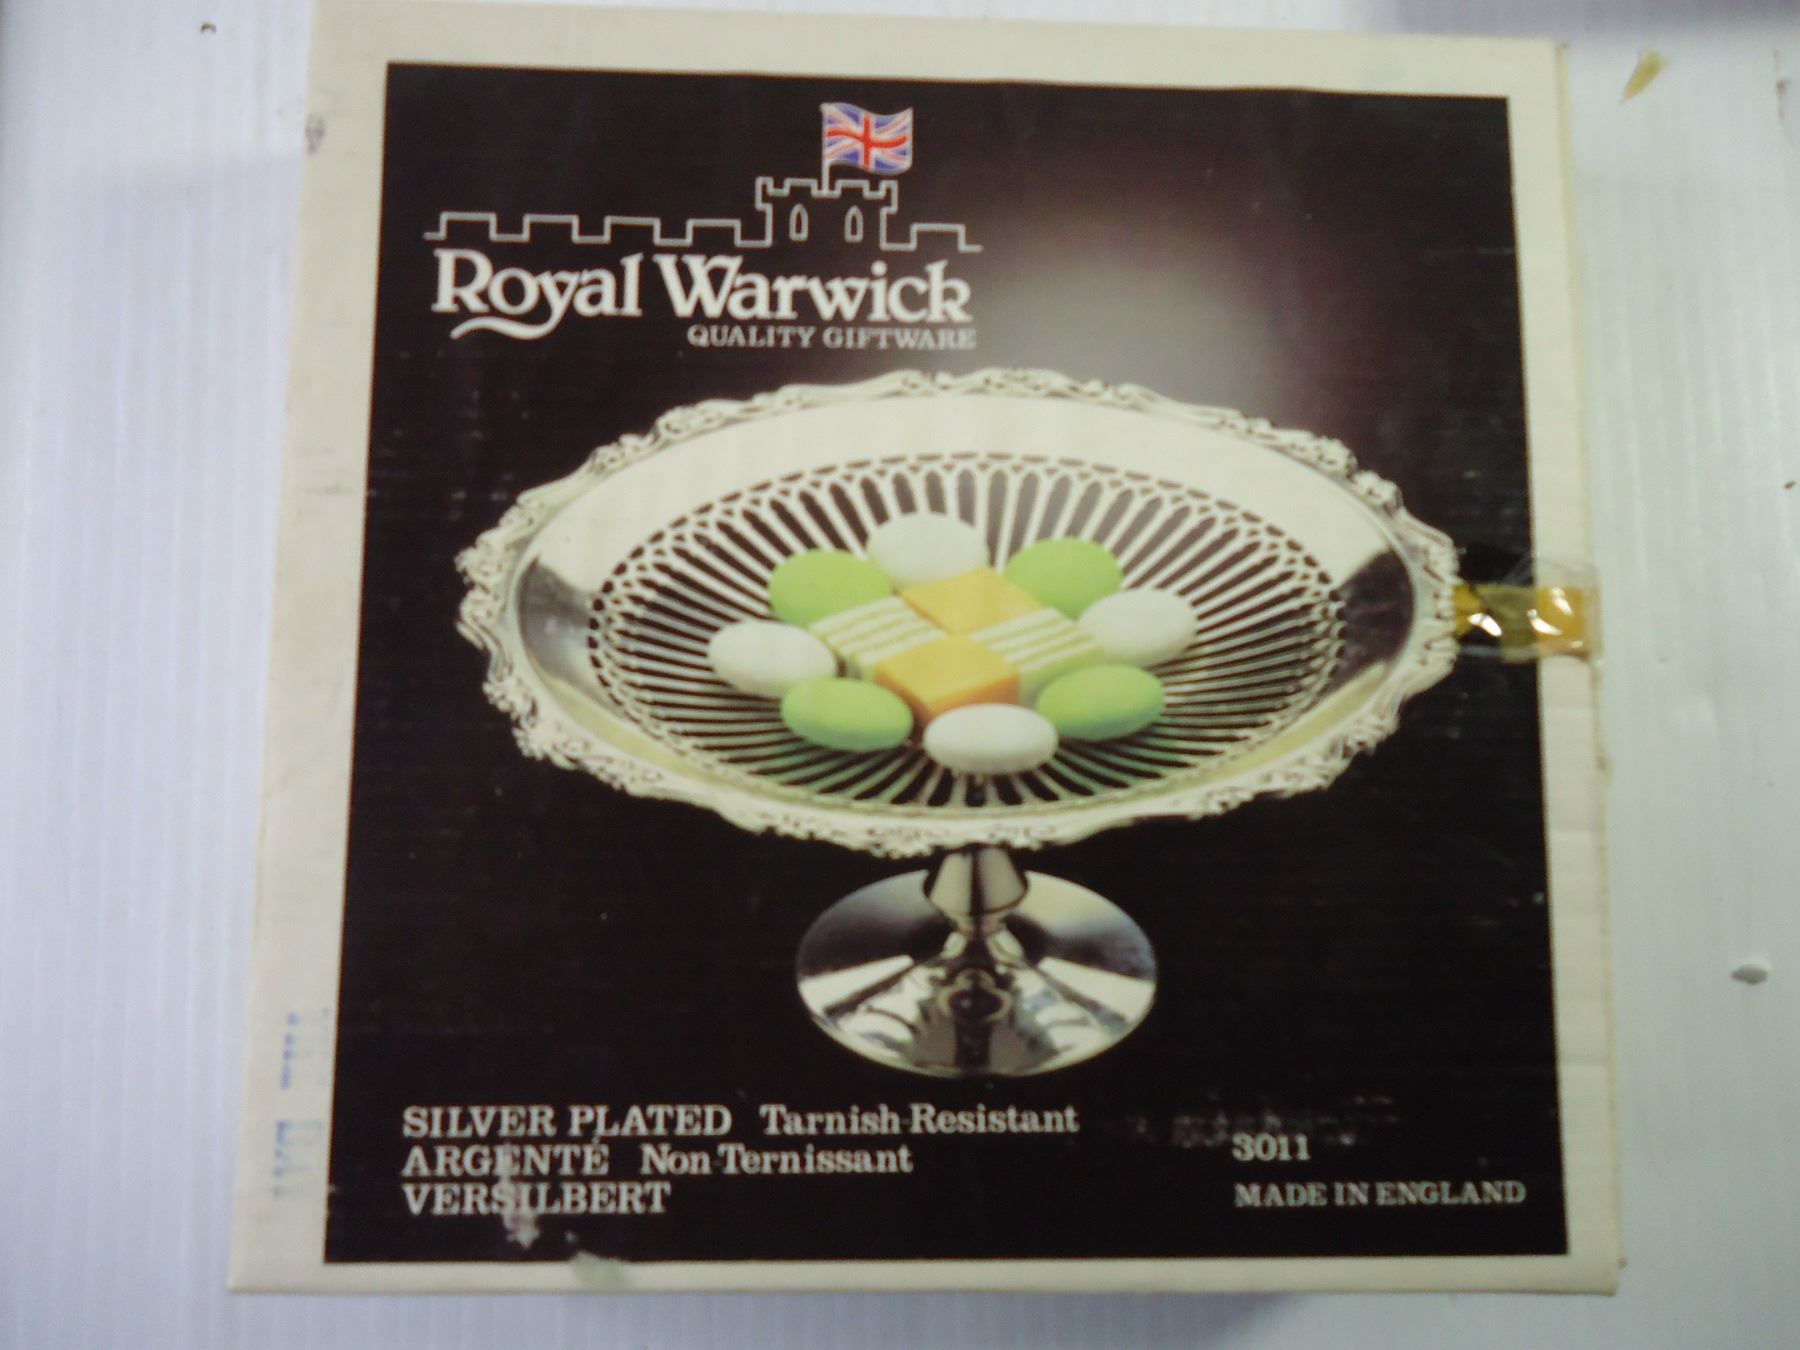 Royal Warwick
QUALITY GIFTWARE
SILVER PLATED Tarnish-Resistant
ARGENTÉ Non Ternissant
VERSILBERT
3011
MADE IN ENGLAND